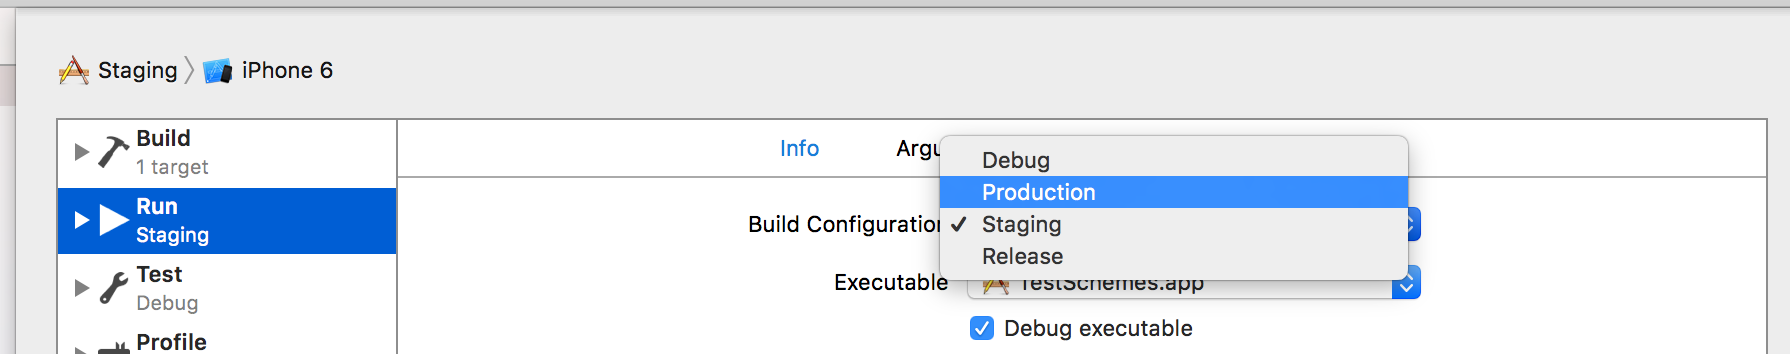 Staging
iPhone 6
Build
1 target
Run
Staging
Test
Debug
Profile
Info
Argu
Debug
Production
Build Configuration
Staging
Release
Executable
TestSchemes.app
Debug executable